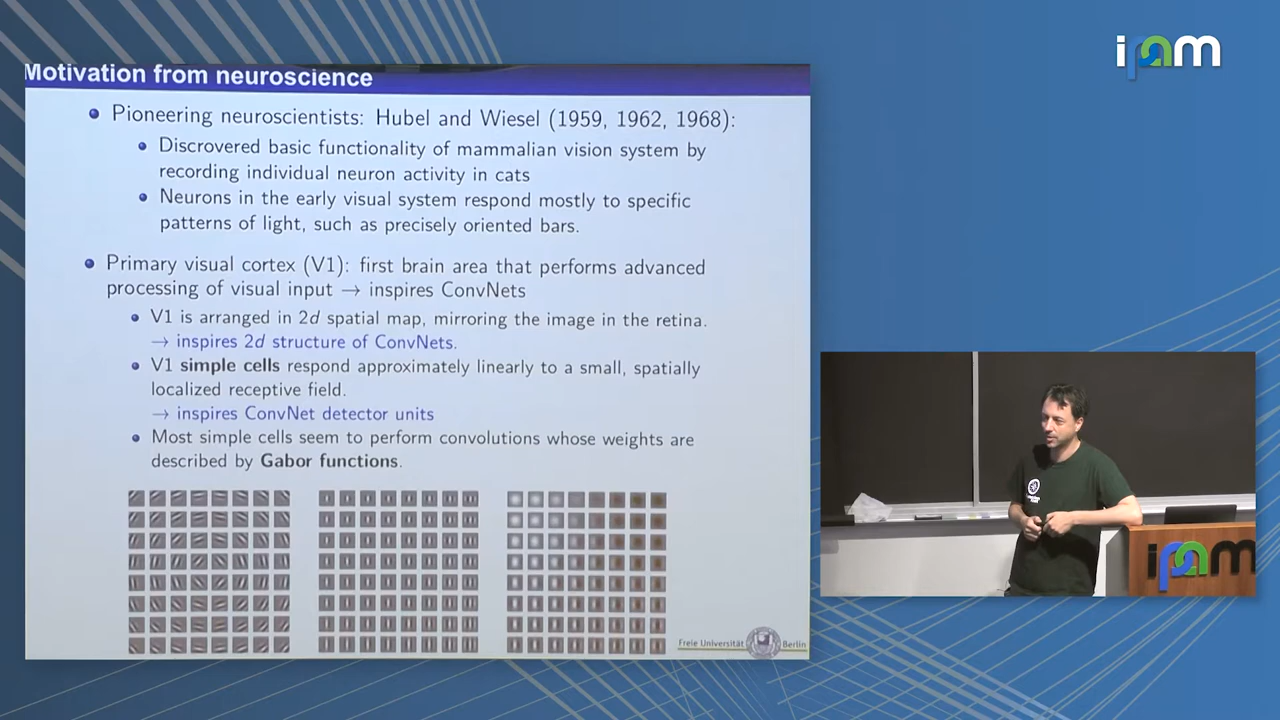 ipam
Motivation from neuroscience
Pioneering neuroscientists: Hubel and Wiesel (1959, 1962, 1968):
Discovered basic functionality of mammalian vision system by
recording individual neuron activity in cats
Neurons in the early visual system respond mostly to specific
patterns of light, such as precisely oriented bars.
Primary visual cortex (V1): first brain area that performs advanced
processing of visual input → inspires ConvNets
V1 is arranged in 2d spatial map, mirroring the image in the retina.
→ inspires 2d structure of ConvNets.
V1 simple cells respond approximately linearly to a small, spatially
localized receptive field.
→ inspires ConvNet detector units
Most simple cells seem to perform convolutions whose weights are
described by Gabor functions.
Freie Universität Berlin
ipam